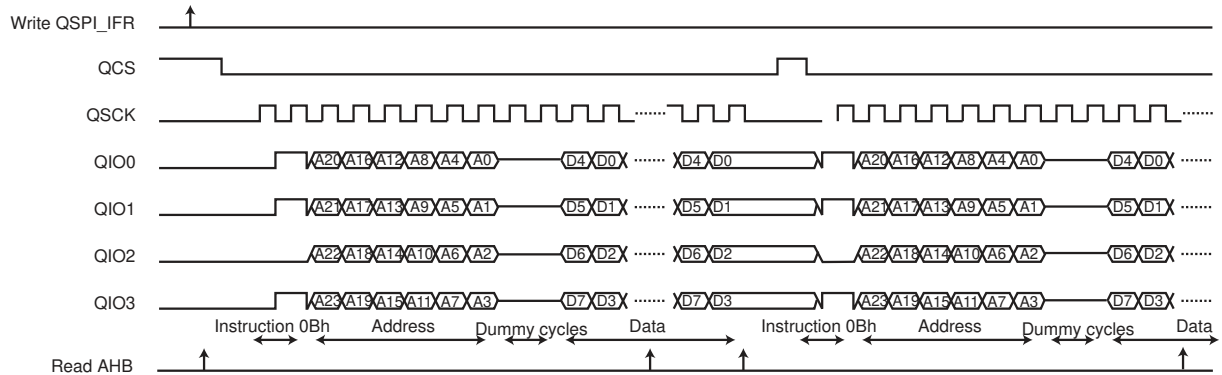 Write QSPI_IFR
QCS
QSCK
QIO0 A20 A16 A12 A8 A4 A0 D4 D0 D4 D0 A20 A16 A12 A8 A4 A0 D4 D0
QIO1 A21 A17 A13 A9 A5 A1 D5 D1 D5 D1 A21 A17 A13 A9 A5 A1 D5 D1
QIO2 A22 A18 A14 A10 A6 A2 D6 D2 D6 D2 A22 A18 A14 A10 A6 A2 D6 D2
QIO3 A23 A19 A15 A11 A7 A3 D7 D3 D7 D3 A23 A19 A15 A11 A7 A3 D7 D3
Instruction 0Bh Address Dummy cycles Data Instruction 0Bh Address Dummy cycles Data
Read AHB